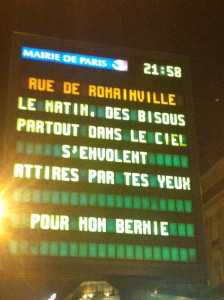 MAIRIE DE PARIS
21:58
RUE DE ROMAINVILLE
LE MATIN, DES BISOUS
PARTOUT DANS LE CIEL
S'ENVOLENT
ATTIRES PAR TES YEUX
POUR MON BERNIE